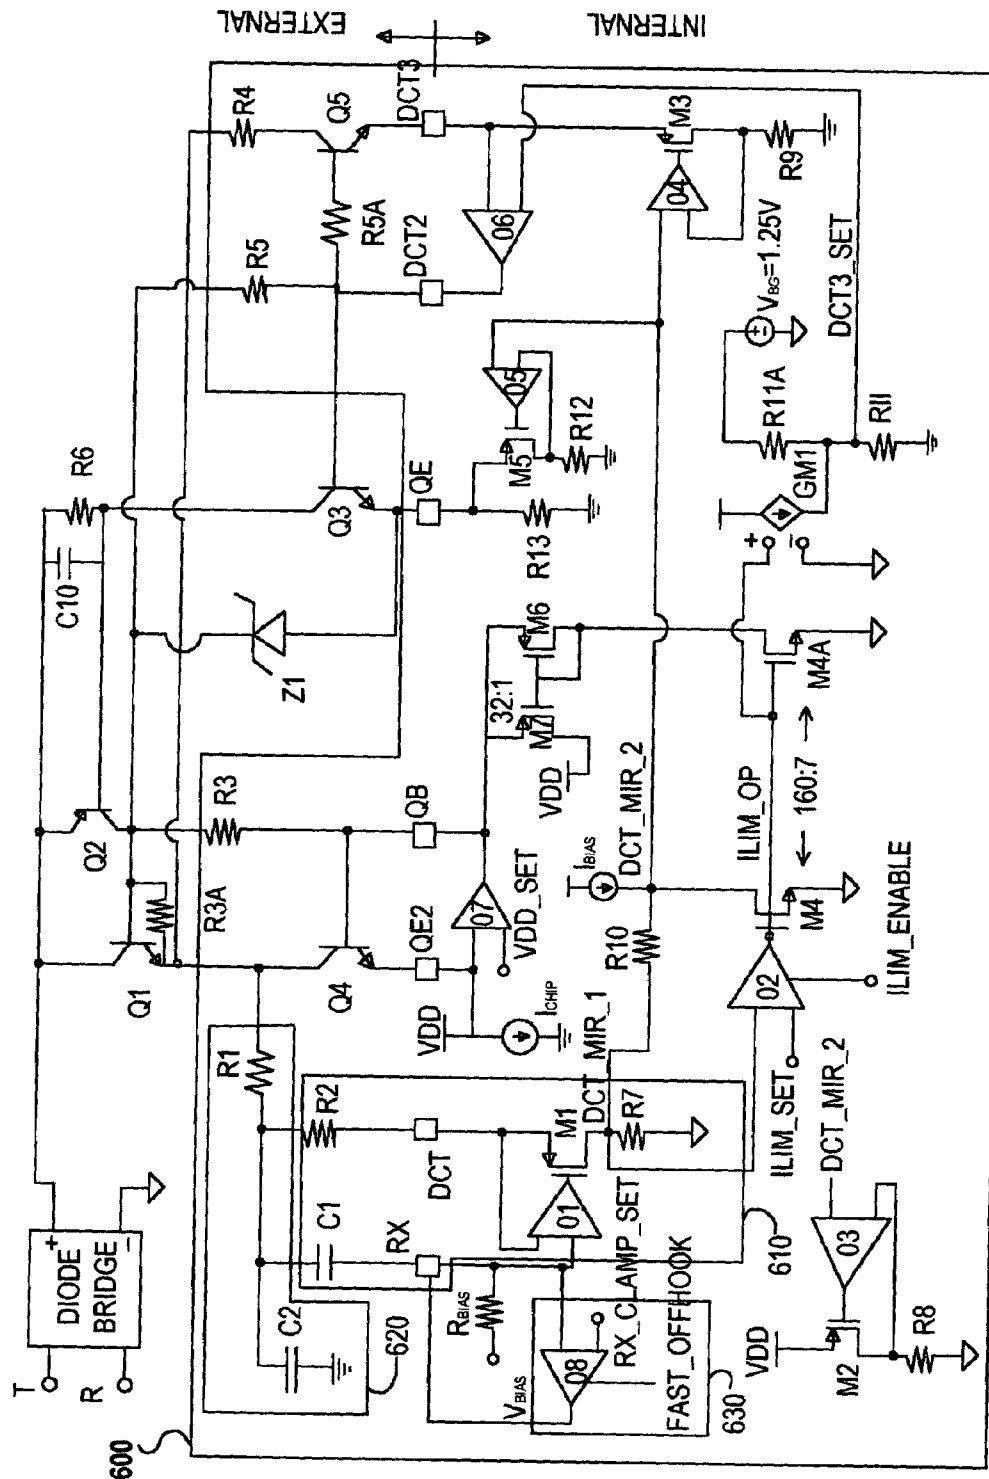 EXTERNAL
INTERNAL
600
T
R
DIODE
BRIDGE
+
−
Q1
Q2
R3A
R3
C10
R6
Z1
Q3
R5
R5A
R4
Q5
C2
620
R1
C1
R2
RX
DCT
Q4
QE2
QB
QE
DCT2
DCT3
RBIAS
VBIAS
08
RX_CLAMP_SET
FAST_OFFHOOK
630
01
M1
DCT_MIR_1
R7
610
VDD
ICHIP
07
VDD_SET
32:1
M7
M6
VDD
R13
M5
05
R12
06
04
M3
R9
R10
IBIAS
DCT_MIR_2
ILIM_OP
160:7
M4
M4A
02
ILIM_SET
ILIM_ENABLE
+
−
GM1
R11A
VBG=1.25V
DCT3_SET
R11
DCT_MIR_2
03
VDD
M2
R8